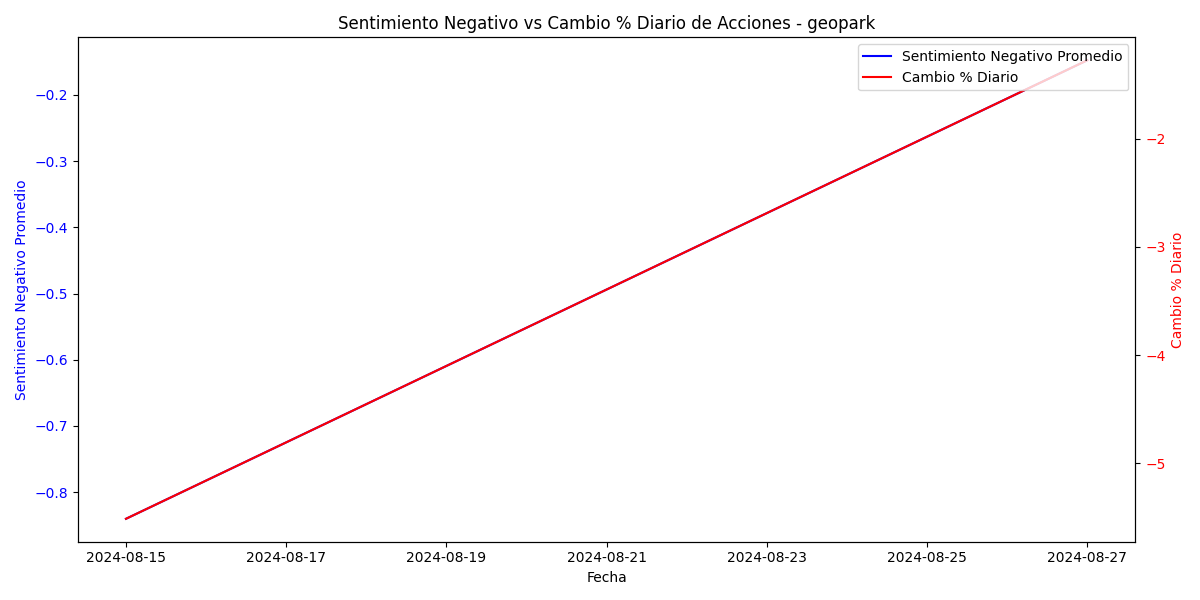 Sentimiento Negativo vs Cambio % Diario de Acciones - geopark
Sentimiento Negativo Promedio
Cambio % Diario
−0.2
−0.3
−0.4
−0.5
−0.6
−0.7
−0.8
Sentimiento Negativo Promedio
−2
−3
−4
−5
Cambio % Diario
2024-08-15 2024-08-17 2024-08-19 2024-08-21 2024-08-23 2024-08-25 2024-08-27
Fecha